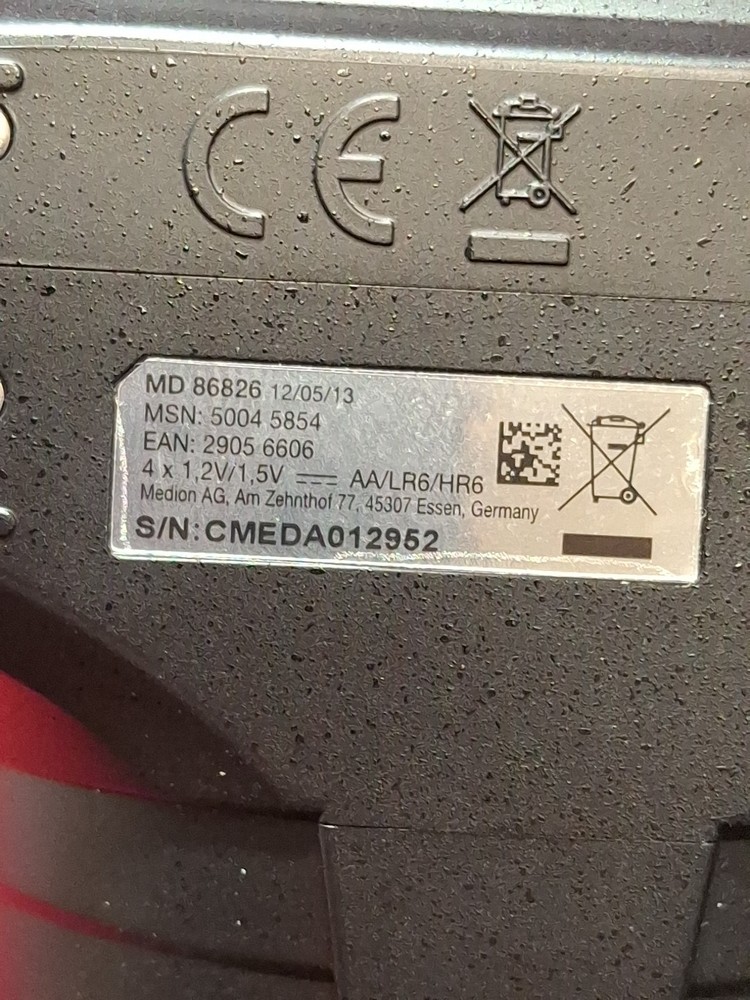 CE
MD 86826 12/05/13
MSN: 5004 5854
EAN: 2905 6606
4 x 1,2V/1,5V AA/LR6/HR6
Medion AG, Am Zehnthof 77, 45307 Essen, Germany
S/N: CMEDA012952